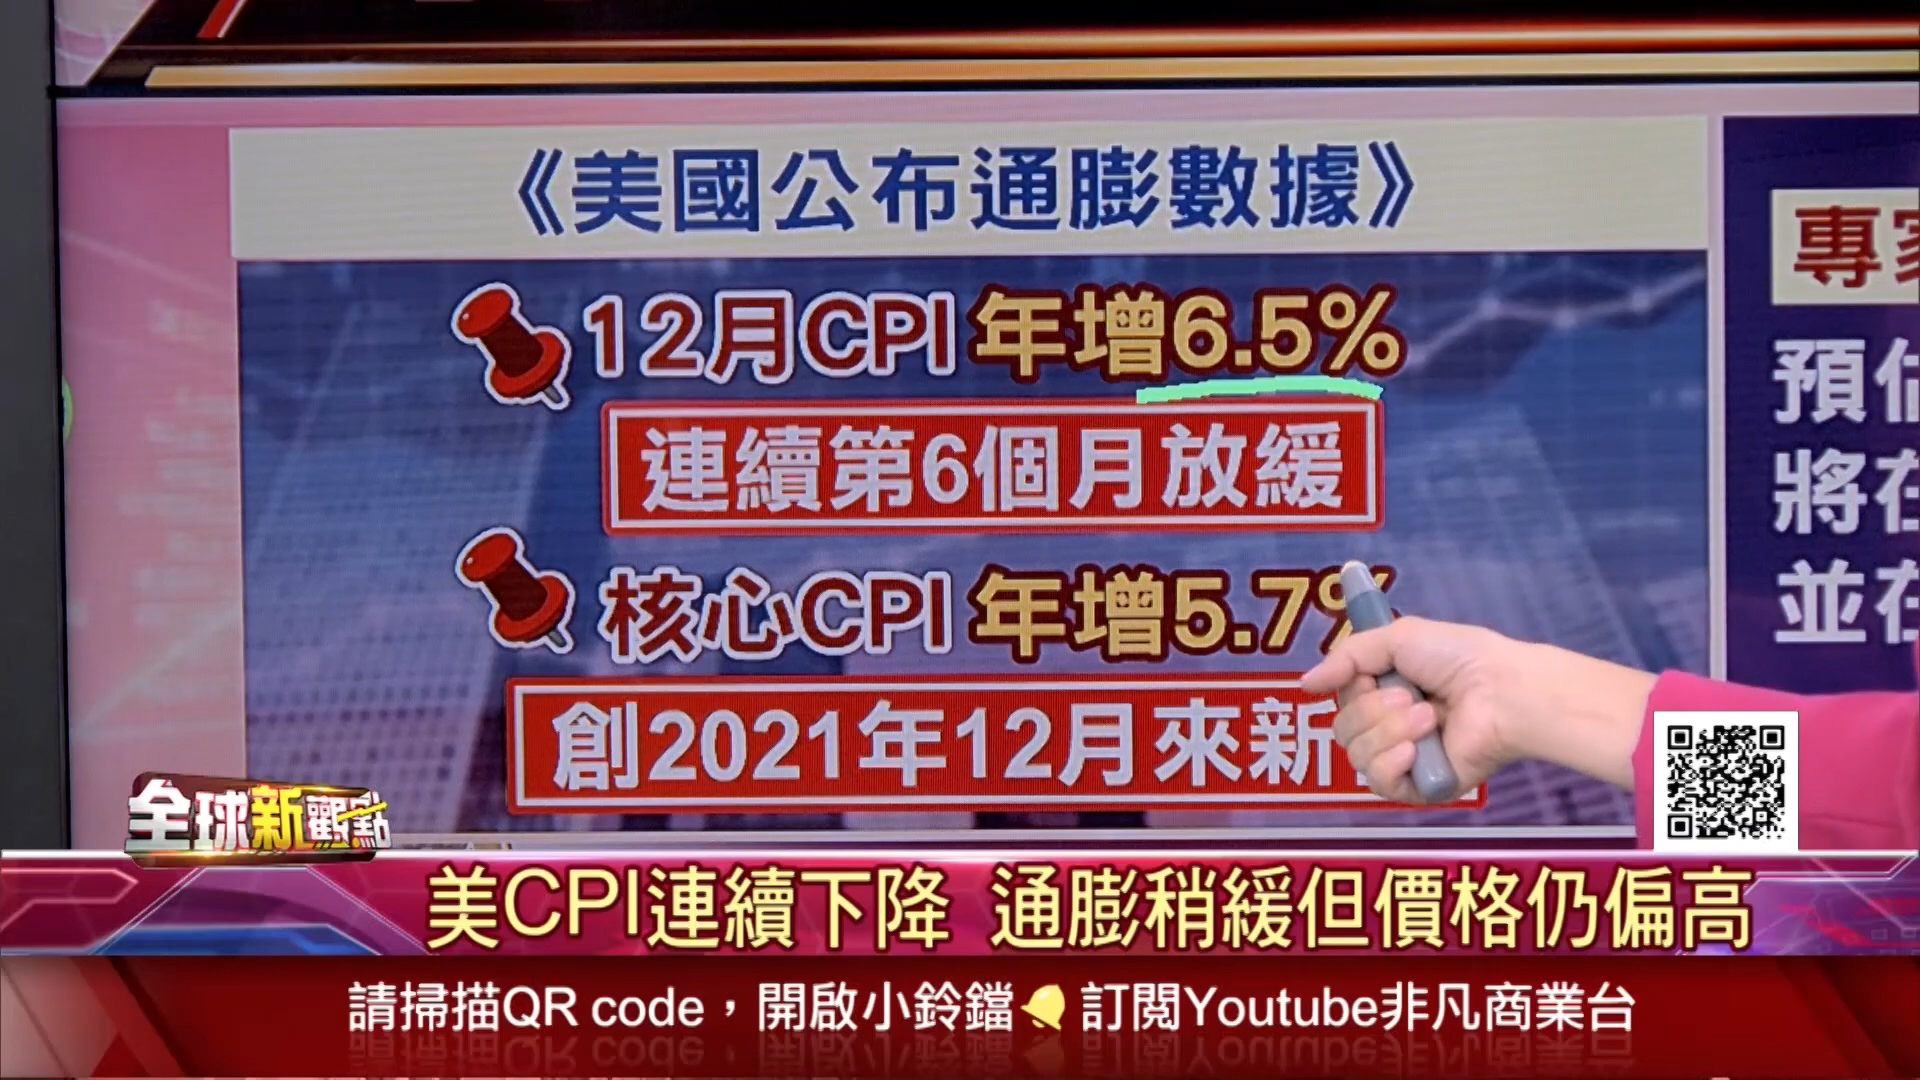 《美國公布通膨數據》
12月CPI 年增6.5%
連續第6個月放緩
核心CPI 年增5.7%
創2021年12月來新
專
預估
將在
並在
全球新觀點
美CPI連續下降 通膨稍緩但價格仍偏高
請掃描QR code，開啟小鈴鐺🔔訂閱Youtube非凡商業台